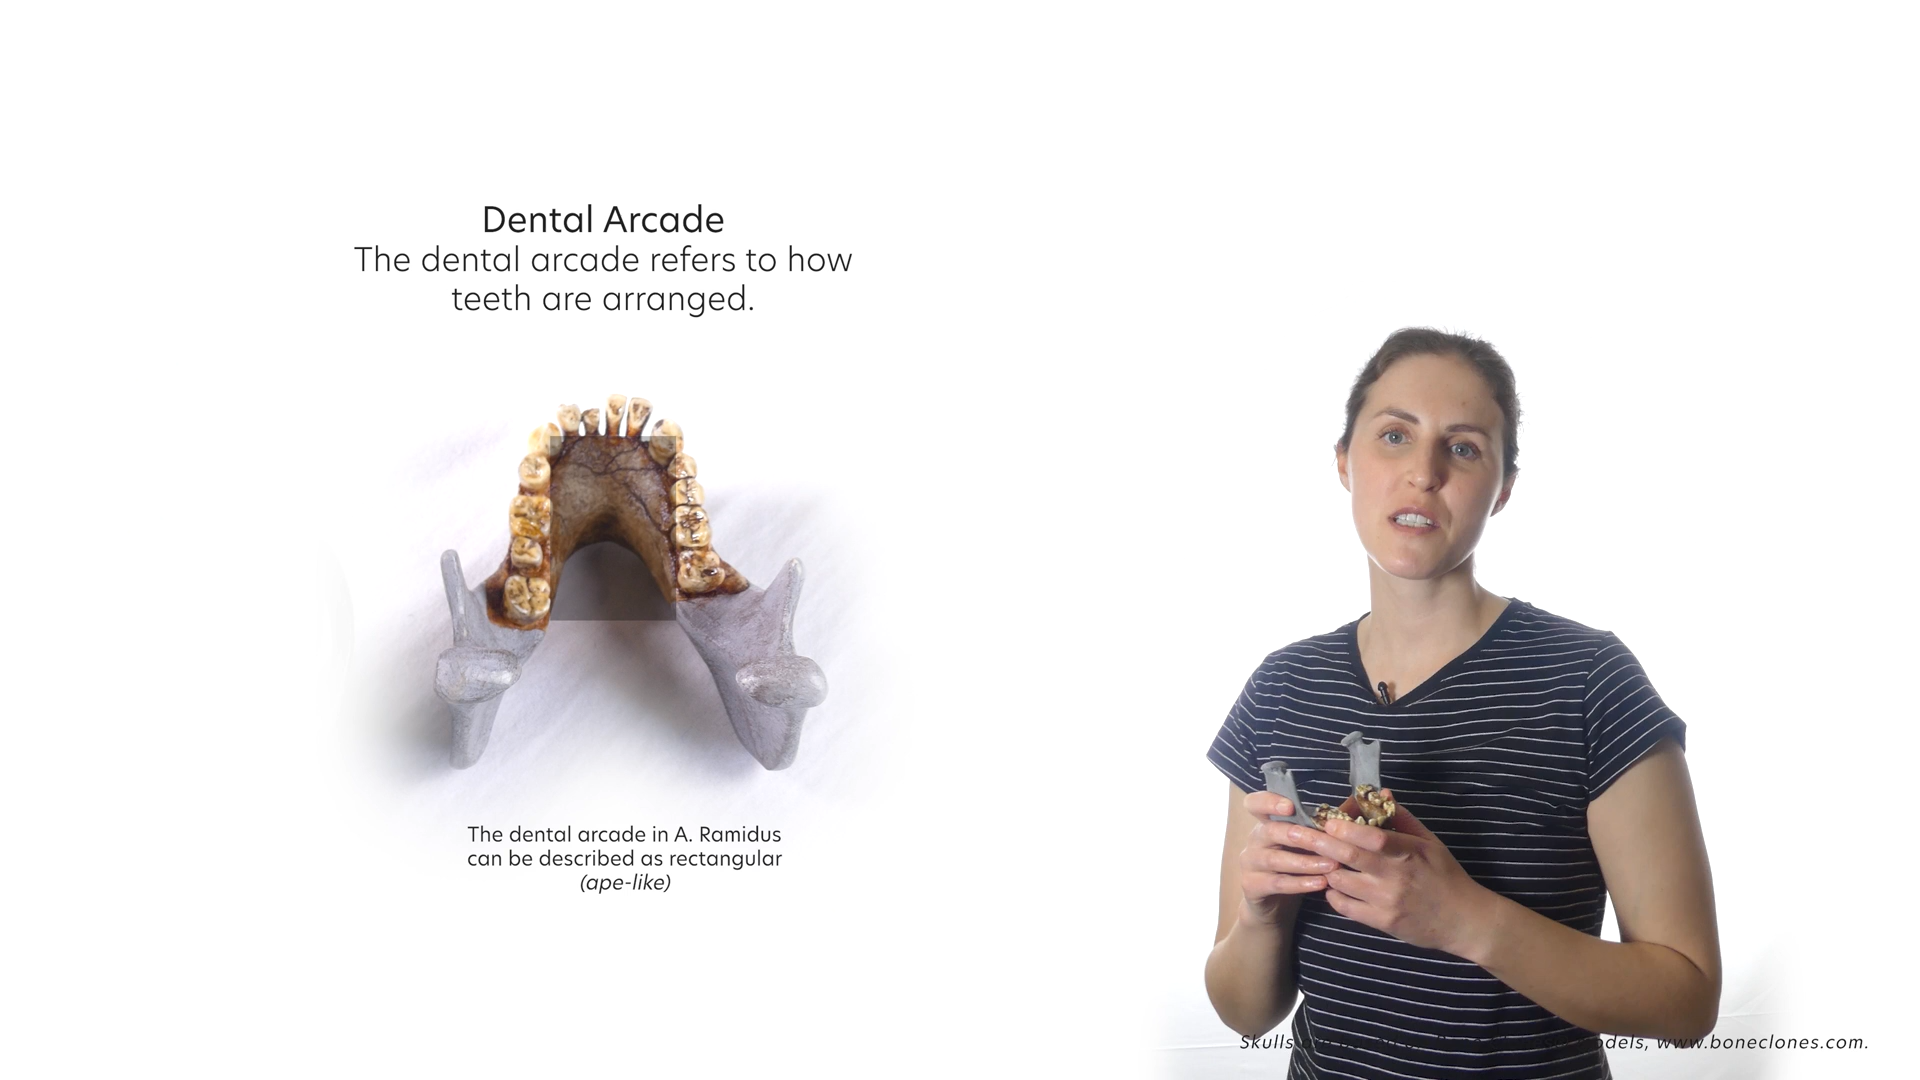 Dental Arcade
The dental arcade refers to how
teeth are arranged.
The dental arcade in A. Ramidus
can be described as rectangular
(ape-like)
Skulls models, www.boneclones.com.